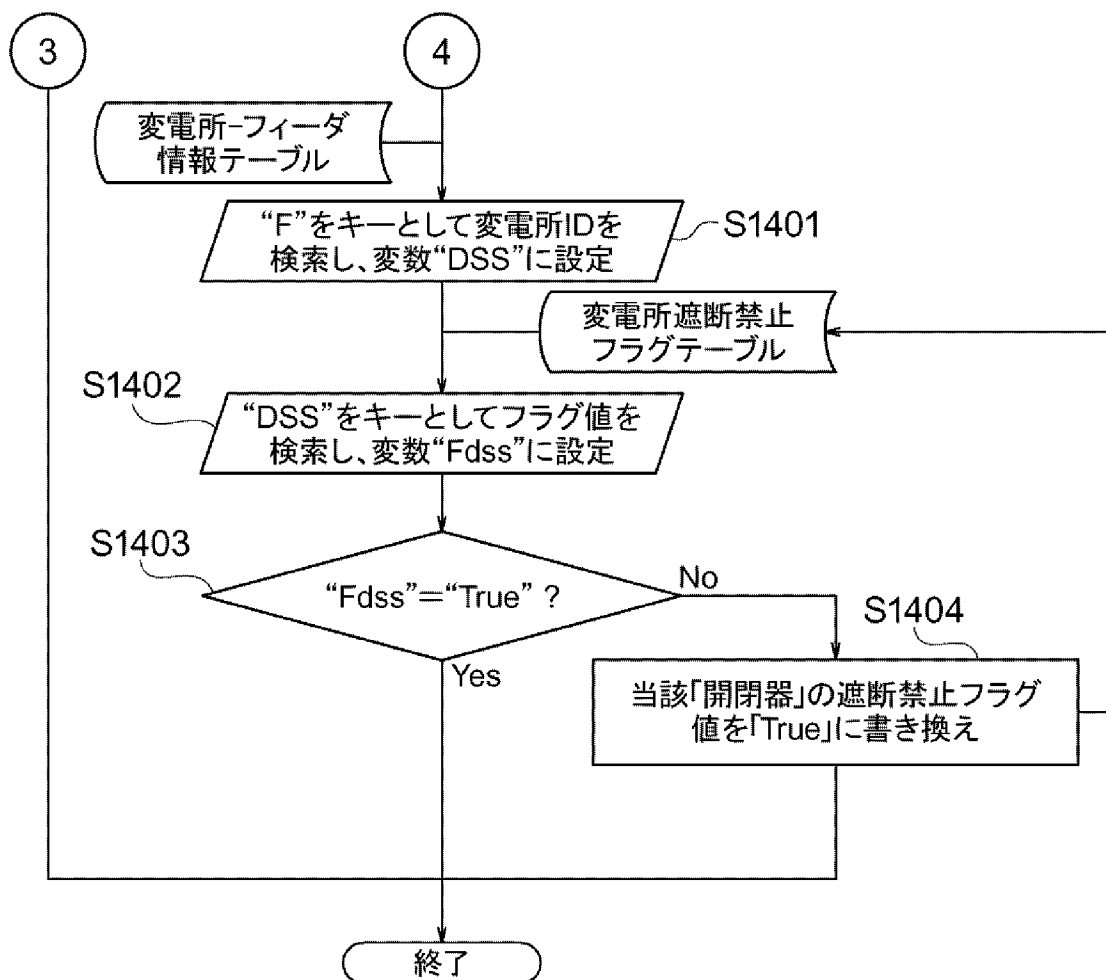 3
4
変電所-フィーダ
情報テーブル
“F”をキーとして変電所IDを
検索し、変数“DSS”に設定
S1401
変電所遮断禁止
フラグテーブル
S1402
“DSS”をキーとしてフラグ値を
検索し、変数“Fdss”に設定
S1403
“Fdss”＝“True” ?
No
Yes
S1404
当該「開閉器」の遮断禁止フラグ
値を「True」に書き換え
終了